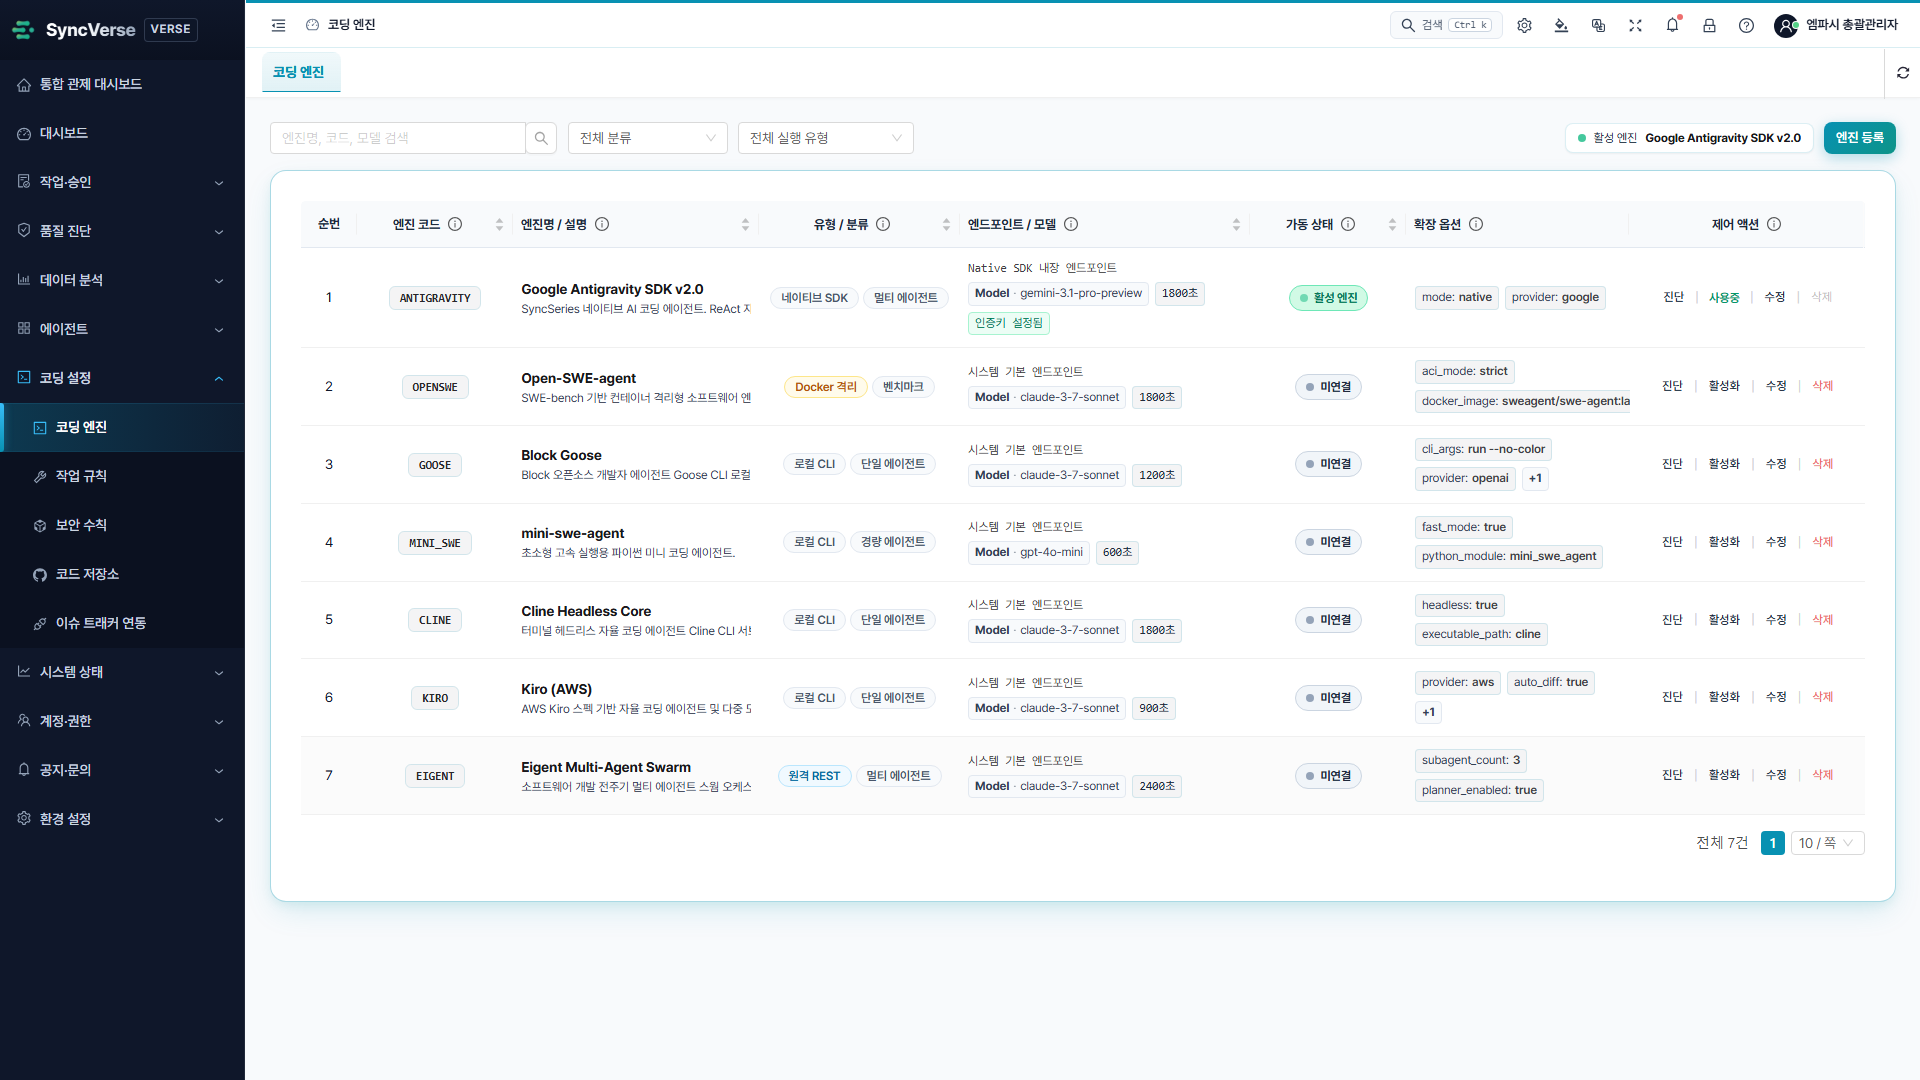 SyncVerse VERSE
통합 관제 대시보드
대시보드
작업·승인
품질 진단
데이터 분석
에이전트
코딩 설정
코딩 엔진
작업 규칙
보안 수칙
코드 저장소
이슈 트래커 연동
시스템 상태
계정·권한
공지·문의
환경 설정
코딩 엔진
검색 Ctrl k
엠파시 총괄관리자
코딩 엔진
엔진명, 코드, 모델 검색
전체 분류
전체 실행 유형
활성 엔진 Google Antigravity SDK v2.0
엔진 등록
순번 엔진 코드 엔진명 / 설명 유형 / 분류 엔드포인트 / 모델 가동 상태 확장 옵션 제어 액션
1 ANTIGRAVITY
Google Antigravity SDK v2.0
SyncSeries 네이티브 AI 코딩 에이전트. ReAct
네이티브 SDK 멀티 에이전트
Native SDK 내장 엔드포인트
Model · gemini-3.1-pro-preview 1800초
인증키 설정됨
활성 엔진
mode: native provider: google
진단 사용중 수정 삭제
2 OPENSWE
Open-SWE-agent
SWE-bench 기반 컨테이너 격리형 소프트웨어 엔
Docker 격리 벤치마크
시스템 기본 엔드포인트
Model · claude-3-7-sonnet 1800초
미연결
aci_mode: strict
docker_image: sweagent/swe-agent:la
진단 활성화 수정 삭제
3 GOOSE
Block Goose
Block 오픈소스 개발자 에이전트 Goose CLI 로컬
로컬 CLI 단일 에이전트
시스템 기본 엔드포인트
Model · claude-3-7-sonnet 1200초
미연결
cli_args: run --no-color
provider: openai +1
진단 활성화 수정 삭제
4 MINI_SWE
mini-swe-agent
초소형 고속 실행용 파이썬 미니 코딩 에이전트.
로컬 CLI 경량 에이전트
시스템 기본 엔드포인트
Model · gpt-4o-mini 600초
미연결
fast_mode: true
python_module: mini_swe_agent
진단 활성화 수정 삭제
5 CLINE
Cline Headless Core
터미널 헤드리스 자율 코딩 에이전트 Cline CLI
로컬 CLI 단일 에이전트
시스템 기본 엔드포인트
Model · claude-3-7-sonnet 1800초
미연결
headless: true
executable_path: cline
진단 활성화 수정 삭제
6 KIRO
Kiro (AWS)
AWS Kiro 스펙 기반 자율 코딩 에이전트 및 다중
로컬 CLI 단일 에이전트
시스템 기본 엔드포인트
Model · claude-3-7-sonnet 900초
미연결
provider: aws auto_diff: true
+1
진단 활성화 수정 삭제
7 EIGENT
Eigent Multi-Agent Swarm
소프트웨어 개발 전주기 멀티 에이전트 스웜 오케스
원격 REST 멀티 에이전트
시스템 기본 엔드포인트
Model · claude-3-7-sonnet 2400초
미연결
subagent_count: 3
planner_enabled: true
진단 활성화 수정 삭제
전체 7건 1 10 / 쪽